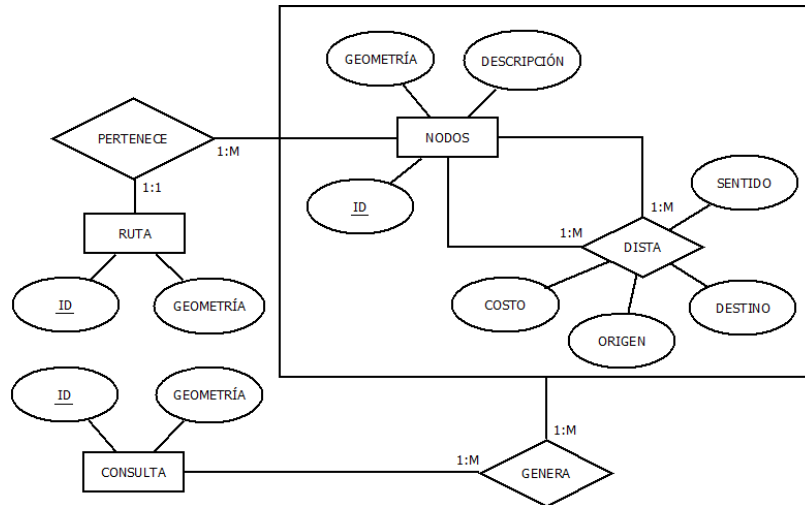 GEOMETRÍA
DESCRIPCIÓN
PERTENECE
1:M
NODOS
1:1
ID
SENTIDO
1:M
RUTA
1:M
DISTA
ID
GEOMETRÍA
COSTO
DESTINO
ORIGEN
ID
GEOMETRÍA
1:M
CONSULTA
1:M
GENERA